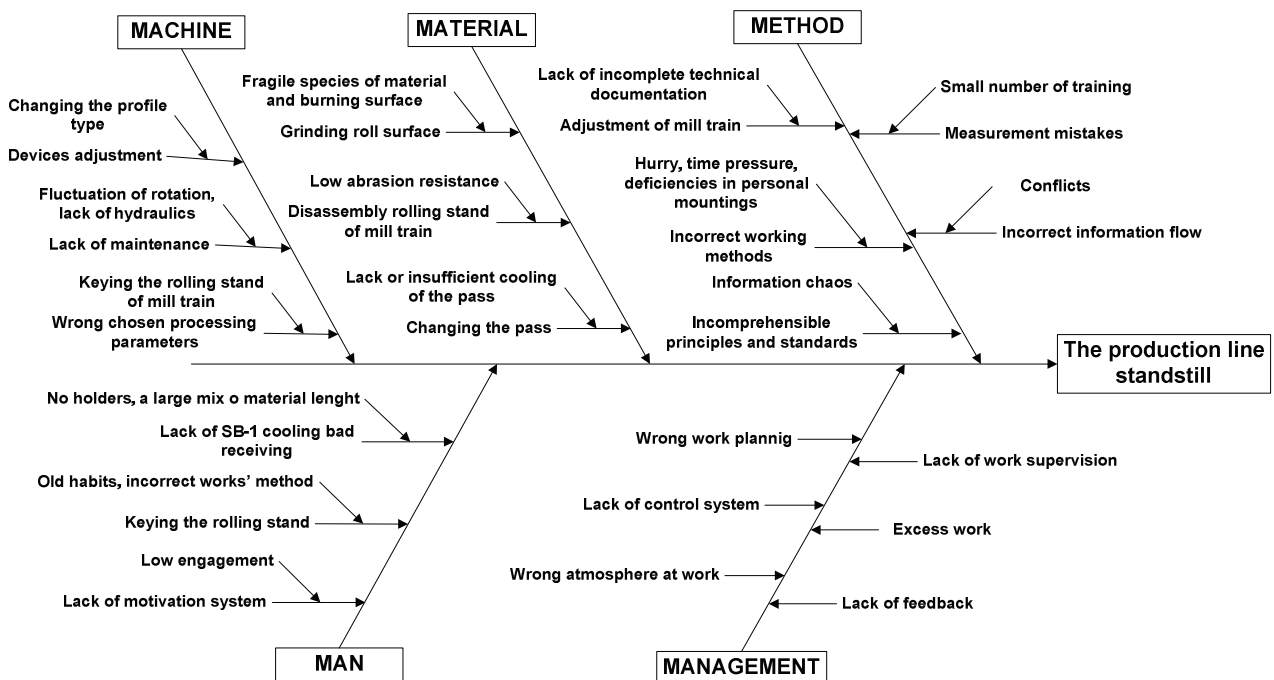 MACHINE
MATERIAL
METHOD
Changing the profile
type
Devices adjustment
Fluctuation of rotation,
lack of hydraulics
Lack of maintenance
Keying the rolling stand
of mill train
Wrong chosen processing
parameters
Fragile species of material
and burning surface
Grinding roll surface
Low abrasion resistance
Disassembly rolling stand
of mill train
Lack or insufficient cooling
of the pass
Changing the pass
Lack of incomplete technical
documentation
Adjustment of mill train
Hurry, time pressure,
deficiencies in personal
mountings
Incorrect working
methods
Information chaos
Incomprehensible
principles and standards
Small number of training
Measurement mistakes
Conflicts
Incorrect information flow
The production line
standstill
No holders, a large mix o material lenght
Lack of SB-1 cooling bad
receiving
Old habits, incorrect works’ method
Keying the rolling stand
Low engagement
Lack of motivation system
MAN
Wrong work plannig
Lack of work supervision
Lack of control system
Excess work
Wrong atmosphere at work
Lack of feedback
MANAGEMENT